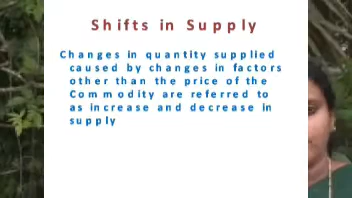 Shifts in Supply
Changes in quantity supplied
caused by changes in factors
other than the price of the
Commodity are referred to
as increase and decrease in
supply